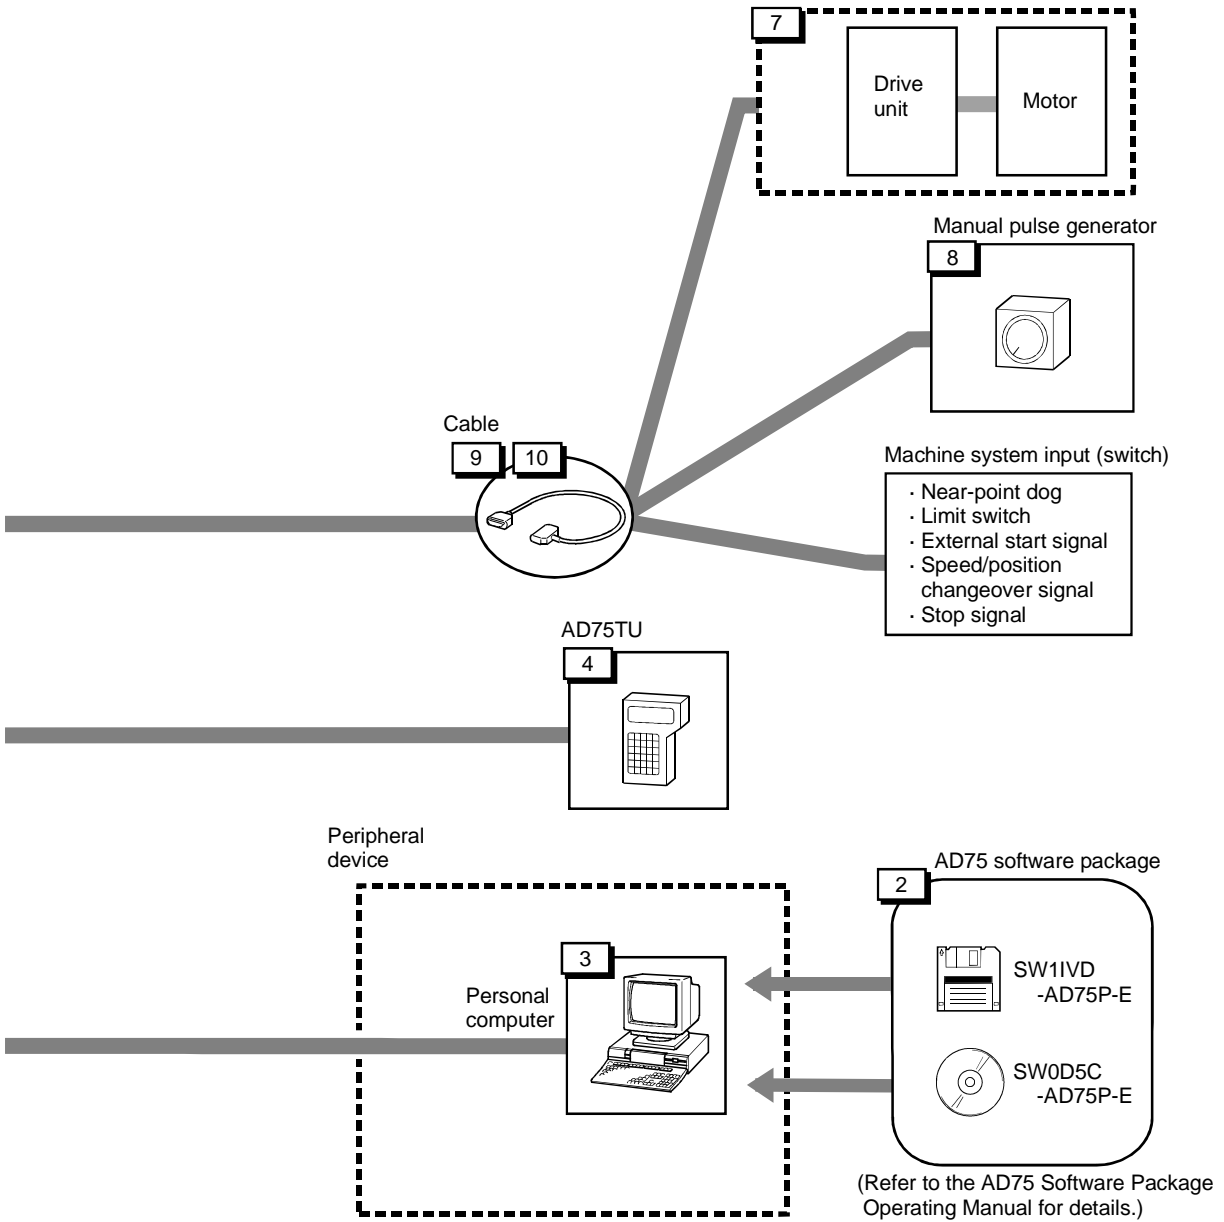 7
Drive
unit
Motor
Manual pulse generator
8
Cable
9
10
Machine system input (switch)
· Near-point dog
· Limit switch
· External start signal
· Speed/position
changeover signal
· Stop signal
AD75TU
4
Peripheral
device
AD75 software package
2
3
Personal
computer
SW1IVD
-AD75P-E
SW0D5C
-AD75P-E
(Refer to the AD75 Software Package
Operating Manual for details.)